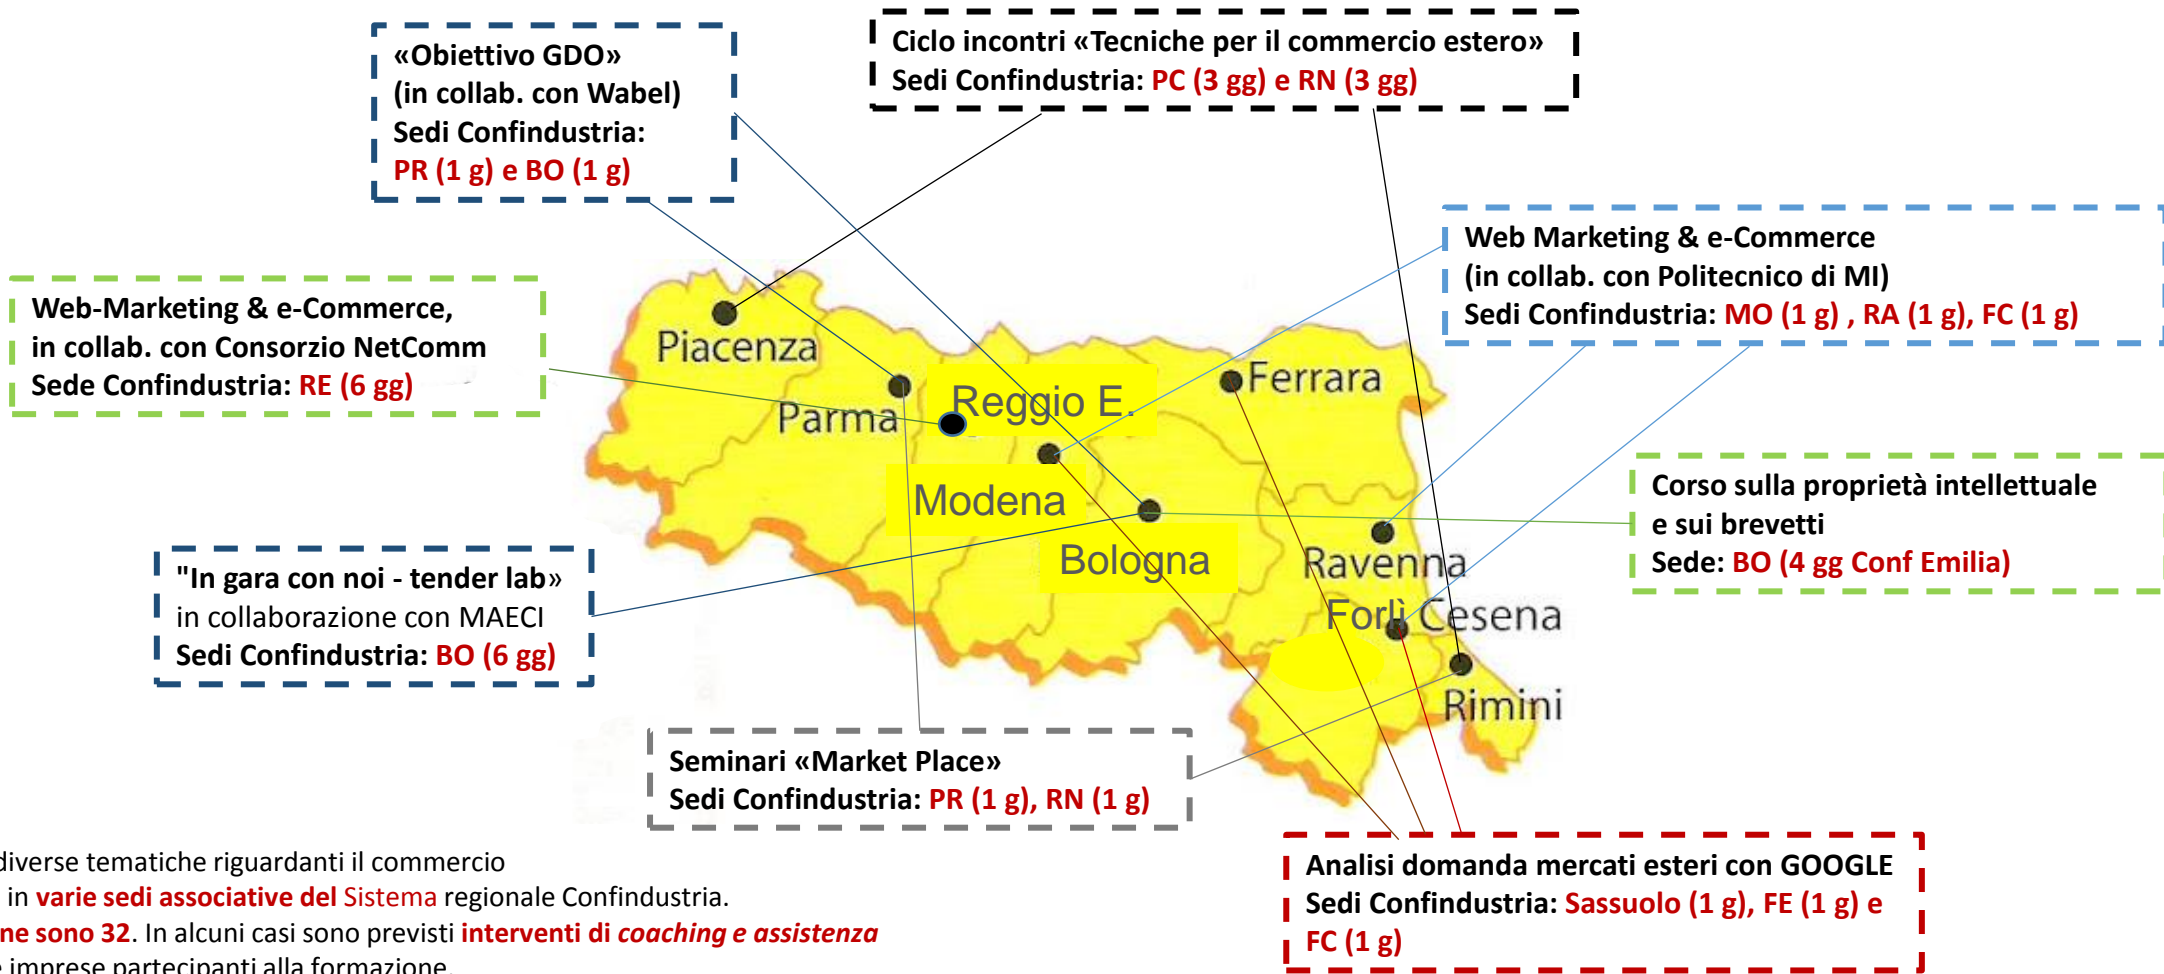 «Obiettivo GDO»
(in collab. con Wabel)
Sedi Confindustria:
PR (1 g) e BO (1 g)
Ciclo incontri «Tecniche per il commercio estero»
Sedi Confindustria: PC (3 gg) e RN (3 gg)
Web Marketing & e-Commerce
(in collab. con Politecnico di MI)
Sedi Confindustria: MO (1 g) , RA (1 g), FC (1 g)
Web-Marketing & e-Commerce,
in collab. con Consorzio NetComm
Sede Confindustria: RE (6 gg)
Piacenza
Parma
Reggio E.
Ferrara
Modena
Bologna
Ravenna
Forlì Cesena
Rimini
Corso sulla proprietà intellettuale
e sui brevetti
Sede: BO (4 gg Conf Emilia)
"In gara con noi - tender lab»
in collaborazione con MAECI
Sedi Confindustria: BO (6 gg)
Seminari «Market Place»
Sedi Confindustria: PR (1 g), RN (1 g)
Analisi domanda mercati esteri con GOOGLE
Sedi Confindustria: Sassuolo (1 g), FE (1 g) e
FC (1 g)
diverse tematiche riguardanti il commercio
in varie sedi associative del Sistema regionale Confindustria.
ne sono 32. In alcuni casi sono previsti interventi di coaching e assistenza
e imprese partecipanti alla formazione.